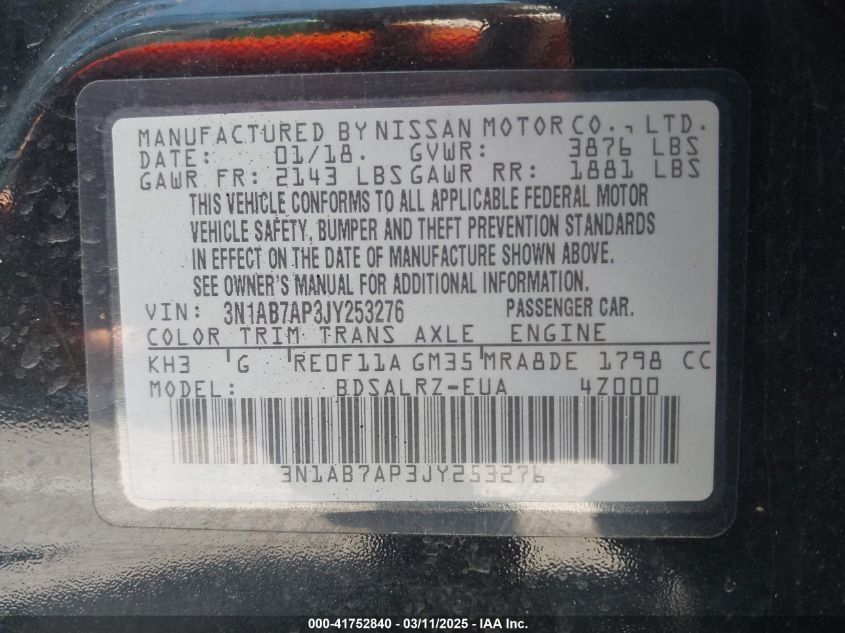 MANUFACTURED BY NISSAN MOTOR CO., LTD.
DATE: 01/18. GVWR: 3876 LBS
GAWR FR: 2143 LBS GAWR RR: 1881 LBS
THIS VEHICLE CONFORMS TO ALL APPLICABLE FEDERAL MOTOR
VEHICLE SAFETY, BUMPER AND THEFT PREVENTION STANDARDS
IN EFFECT ON THE DATE OF MANUFACTURE SHOWN ABOVE.
SEE OWNER'S MANUAL FOR ADDITIONAL INFORMATION.
VIN: 3N1AB7AP3JY253276 PASSENGER CAR.
COLOR TRIM TRANS AXLE ENGINE
KH3 G RE0F11A GM35 MRA8DE 1798 CC
MODEL: BDSALRZ-EUA 4Z000
3N1AB7AP3JY253276
000-41752840 - 03/11/2025 - IAA Inc.